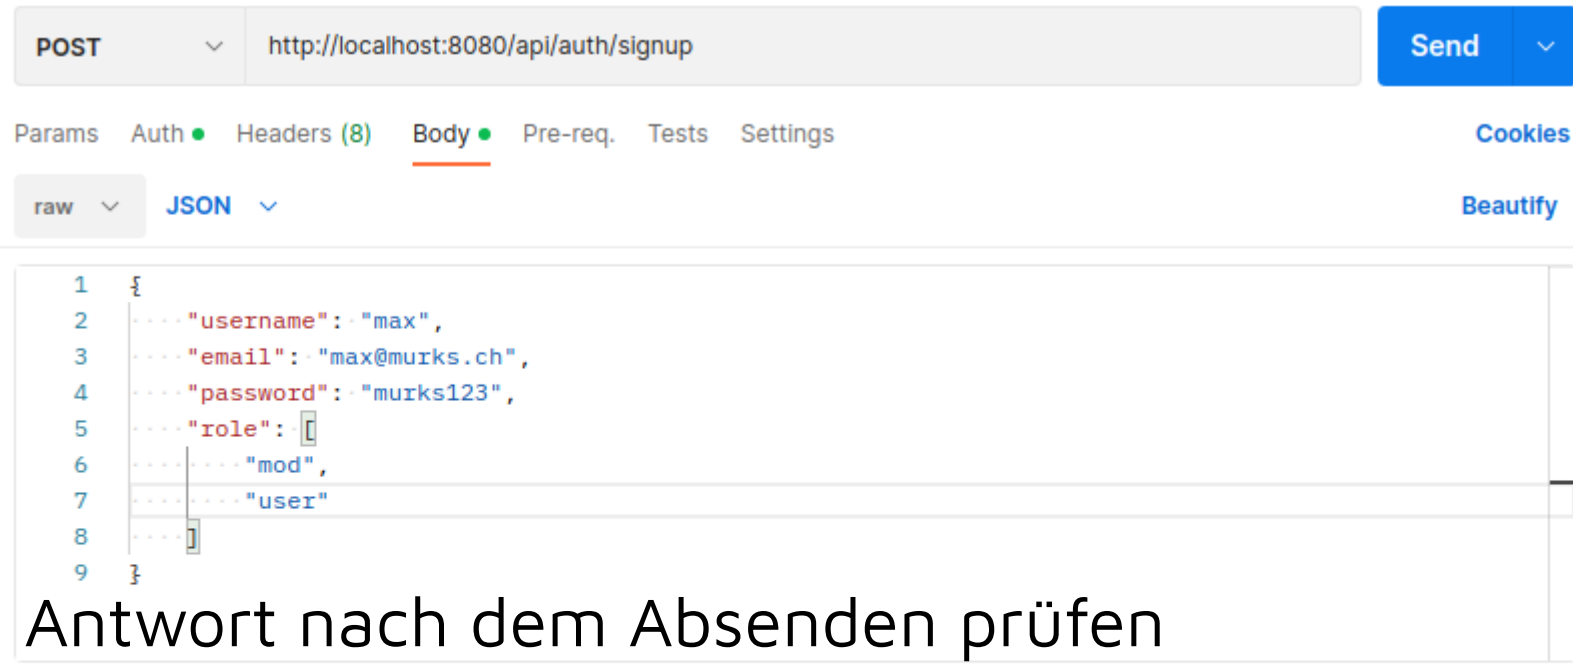 POST http://localhost:8080/api/auth/signup Send
Params Auth Headers (8) Body Pre-req. Tests Settings Cookies
raw JSON Beautify
1 {
2 "username": "max",
3 "email": "max@murks.ch",
4 "password": "murks123",
5 "role": [
6 "mod",
7 "user"
8 ]
9 }
Antwort nach dem Absenden prüfen